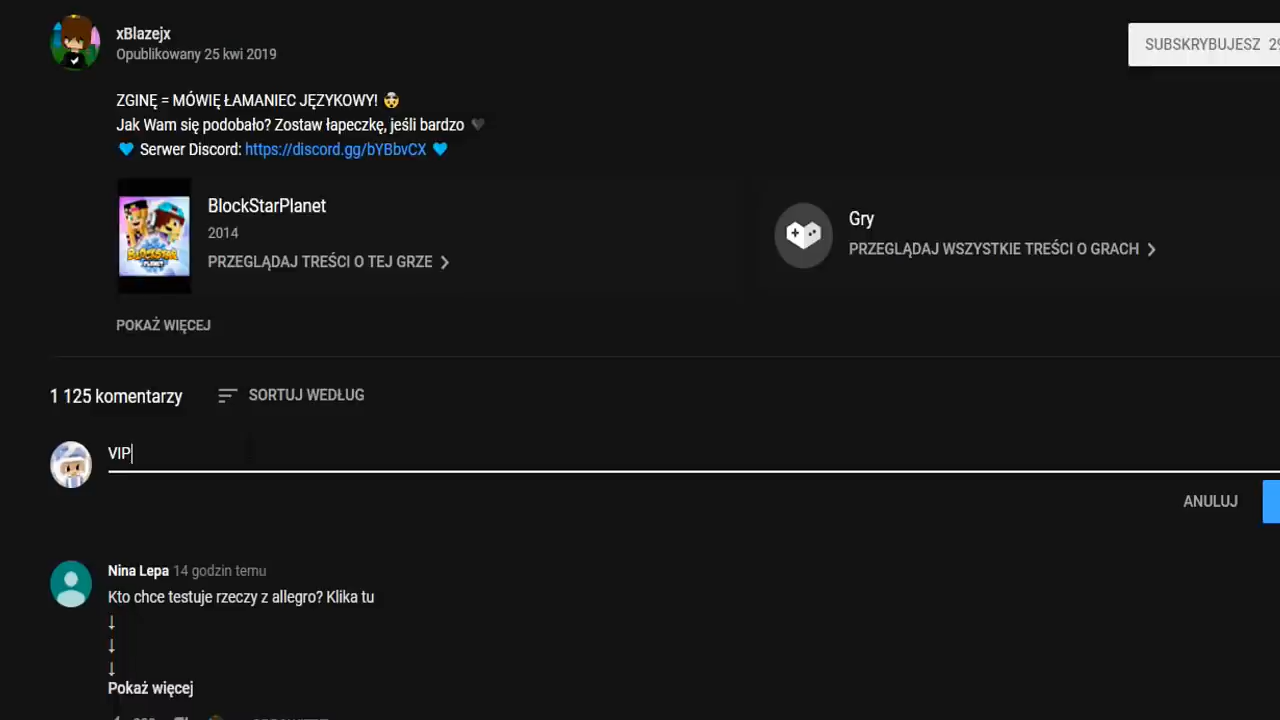 xBlazejx
Opublikowany 25 kwi 2019
SUBSKRYBUJESZ 29
ZGINĘ = MÓWIĘ ŁAMANIEC JĘZYKOWY! 🤯
Jak Wam się podobało? Zostaw łapeczkę, jeśli bardzo 🖤
💙 Serwer Discord: https://discord.gg/bYBbvCX 💙
BLOCKSTAR
PLANET
BlockStarPlanet
2014
PRZEGLĄDAJ TREŚCI O TEJ GRZE
Gry
PRZEGLĄDAJ WSZYSTKIE TREŚCI O GRACH
POKAŻ WIĘCEJ
1 125 komentarzy
SORTUJ WEDŁUG
VIP
ANULUJ
Nina Lepa 14 godzin temu
Kto chce testuje rzeczy z allegro? Klika tu
↓
↓
↓
Pokaż więcej